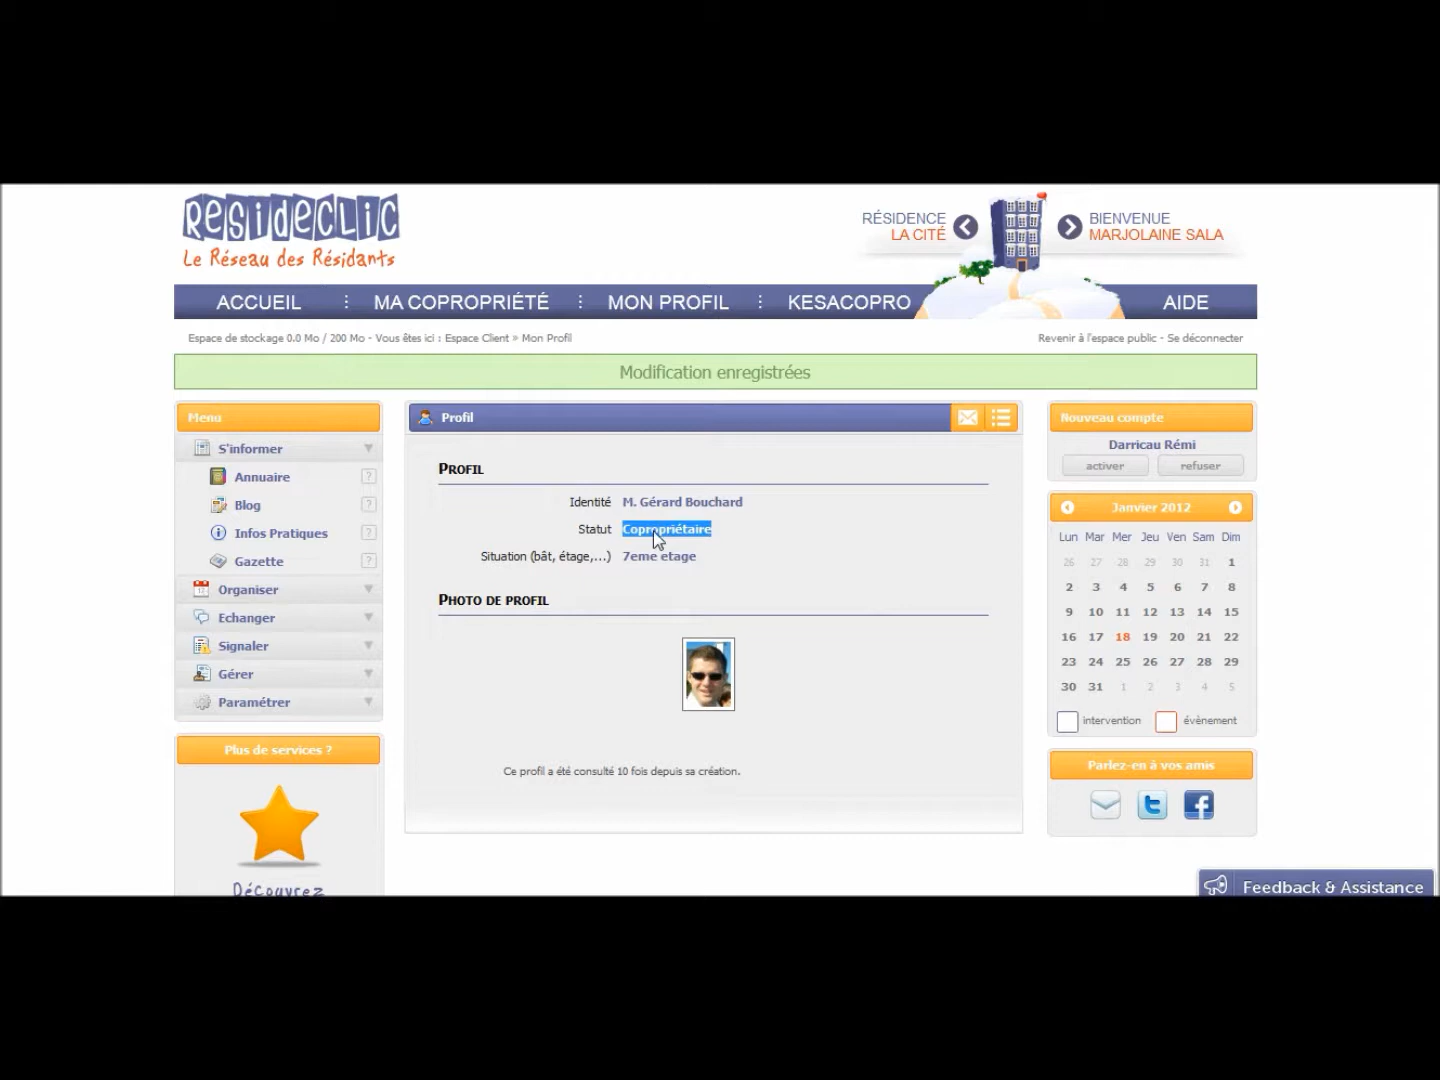 ResideClic
Le Réseau des Résidants
RÉSIDENCE
LA CITÉ
BIENVENUE
MARJOLAINE SALA
ACCUEIL
MA COPROPRIÉTÉ
MON PROFIL
KESACOPRO
AIDE
Espace de stockage 0.0 Mo / 200 Mo - Vous êtes ici : Espace Client » Mon Profil
Revenir à l'espace public - Se déconnecter
Modification enregistrées
Menu
S'informer
Annuaire ?
Blog ?
Infos Pratiques ?
Gazette ?
Organiser
Echanger
Signaler
Gérer
Paramétrer
Plus de services ?
Découvrez
Profil
PROFIL
Identité M. Gérard Bouchard
Statut Copropriétaire
Situation (bât, étage,...) 7eme etage
PHOTO DE PROFIL
Ce profil a été consulté 10 fois depuis sa création.
Nouveau compte
Darricau Rémi
activer refuser
Janvier 2012
Lun Mar Mer Jeu Ven Sam Dim
26 27 28 29 30 31 1
2 3 4 5 6 7 8
9 10 11 12 13 14 15
16 17 18 19 20 21 22
23 24 25 26 27 28 29
30 31 1 2 3 4 5
intervention évènement
Parlez-en à vos amis
Feedback & Assistance